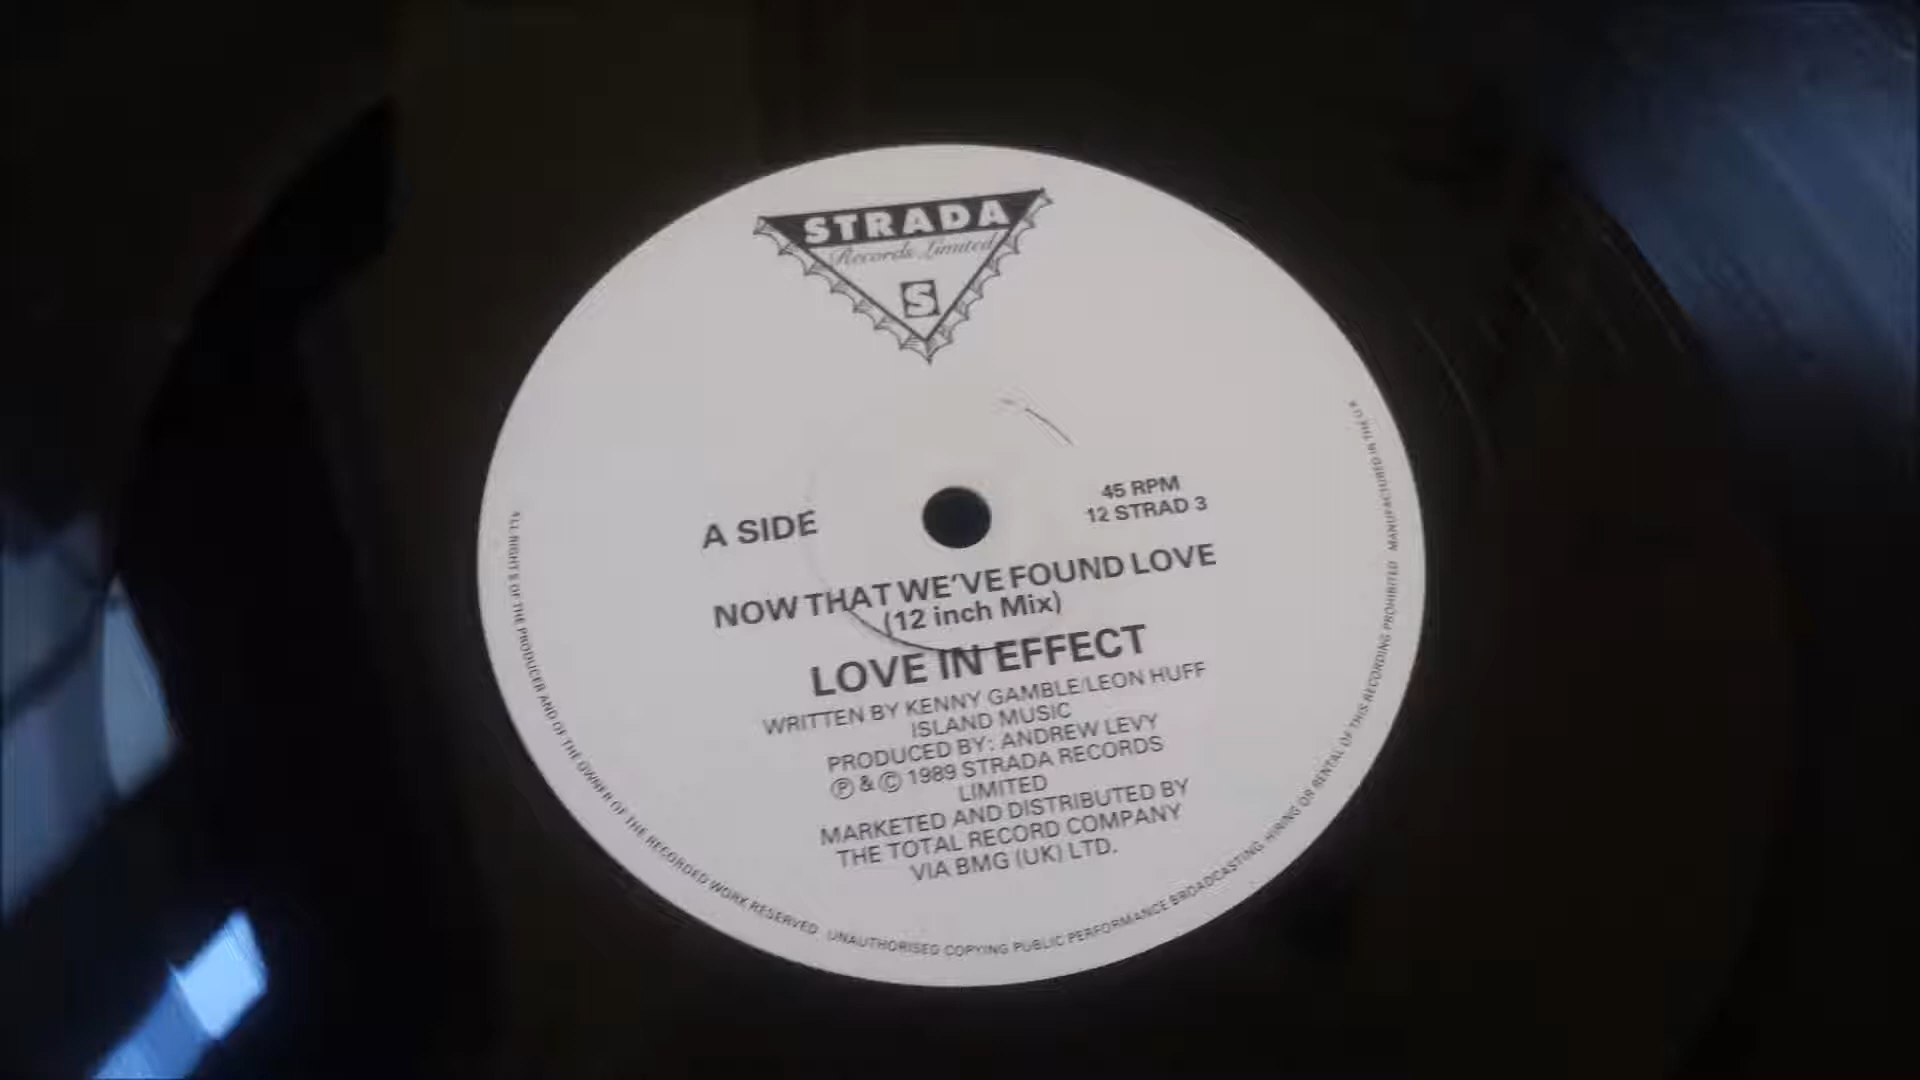 STRADA
Records Limited
S
A SIDE
45 RPM
12 STRAD 3
NOW THAT WE'VE FOUND LOVE
(12 inch Mix)
LOVE IN EFFECT
WRITTEN BY KENNY GAMBLE/LEON HUFF
ISLAND MUSIC
PRODUCED BY: ANDREW LEVY
Ⓟ & © 1989 STRADA RECORDS
LIMITED
MARKETED AND DISTRIBUTED BY
THE TOTAL RECORD COMPANY
VIA BMG (UK) LTD.
ALL RIGHTS OF THE PRODUCER AND OF THE OWNER OF THE RECORDED WORK RESERVED. UNAUTHORISED COPYING PUBLIC PERFORMANCE BROADCASTING HIRING OR RENTAL OF THIS RECORDING PROHIBITED MANUFACTURED IN THE U.K.